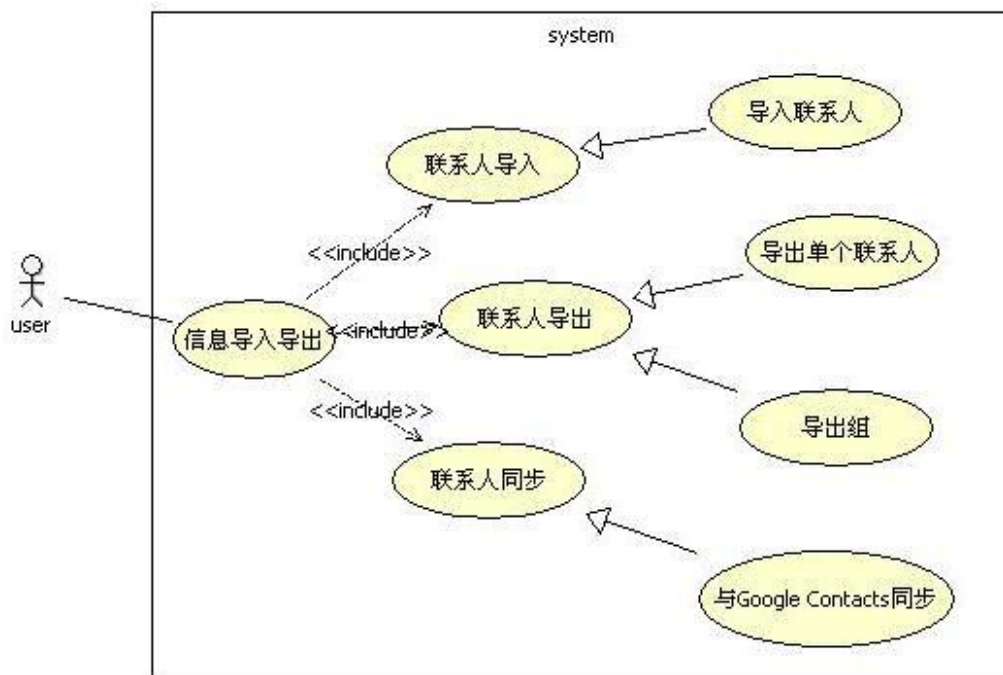 system
导入联系人
联系人导入
<<include>>
导出单个联系人
user
信息导入导出
<<include>>
联系人导出
<<include>>
导出组
联系人同步
与Google Contacts同步